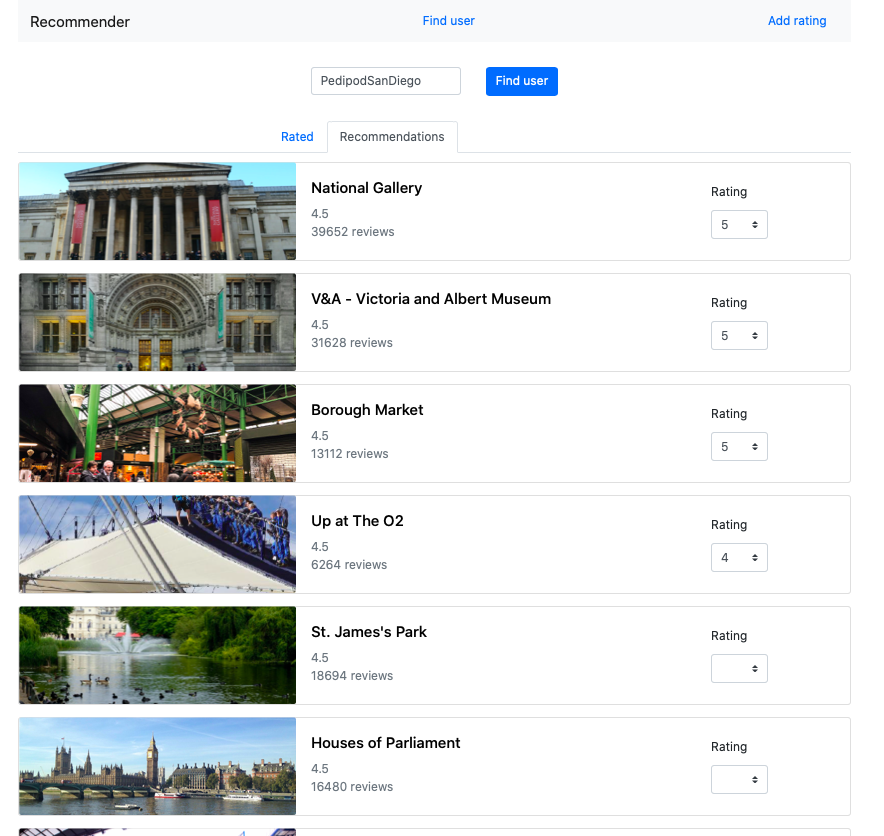 Recommender
Find user
Add rating
PedipodSanDiego
Find user
Rated
Recommendations
National Gallery
4.5
39652 reviews
Rating
5
V&A - Victoria and Albert Museum
4.5
31628 reviews
Rating
5
Borough Market
4.5
13112 reviews
Rating
5
Up at The O2
4.5
6264 reviews
Rating
4
St. James's Park
4.5
18694 reviews
Rating
Houses of Parliament
4.5
16480 reviews
Rating